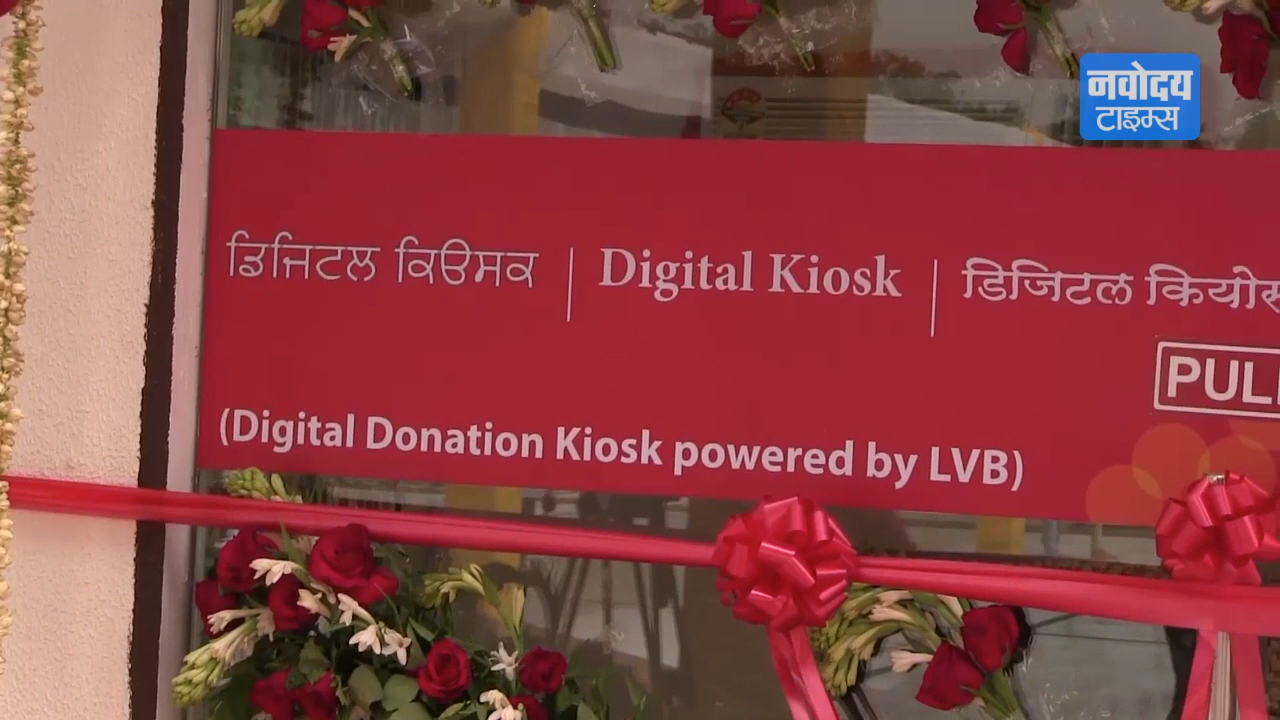 नवोदय
टाइम्स
ਡਿਜਿਟਲ ਕਿਓਸਕ | Digital Kiosk | डिजिटल
(Digital Donation Kiosk powered by LVB)